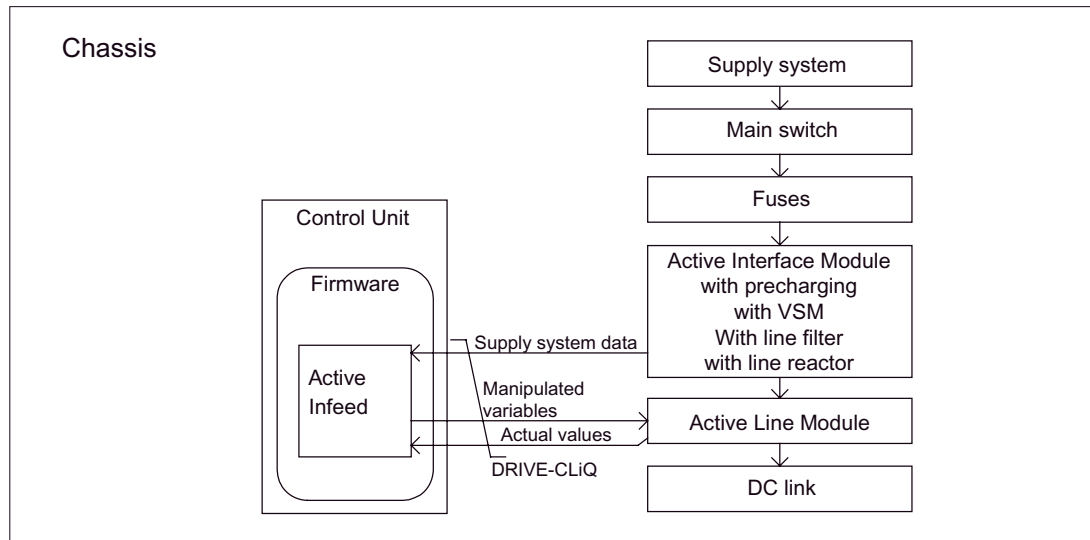 Chassis
Supply system
Main switch
Fuses
Control Unit
Firmware
Active
Infeed
Active Interface Module
with precharging
with VSM
With line filter
with line reactor
Supply system data
Manipulated
variables
Actual values
DRIVE-CLiQ
Active Line Module
DC link